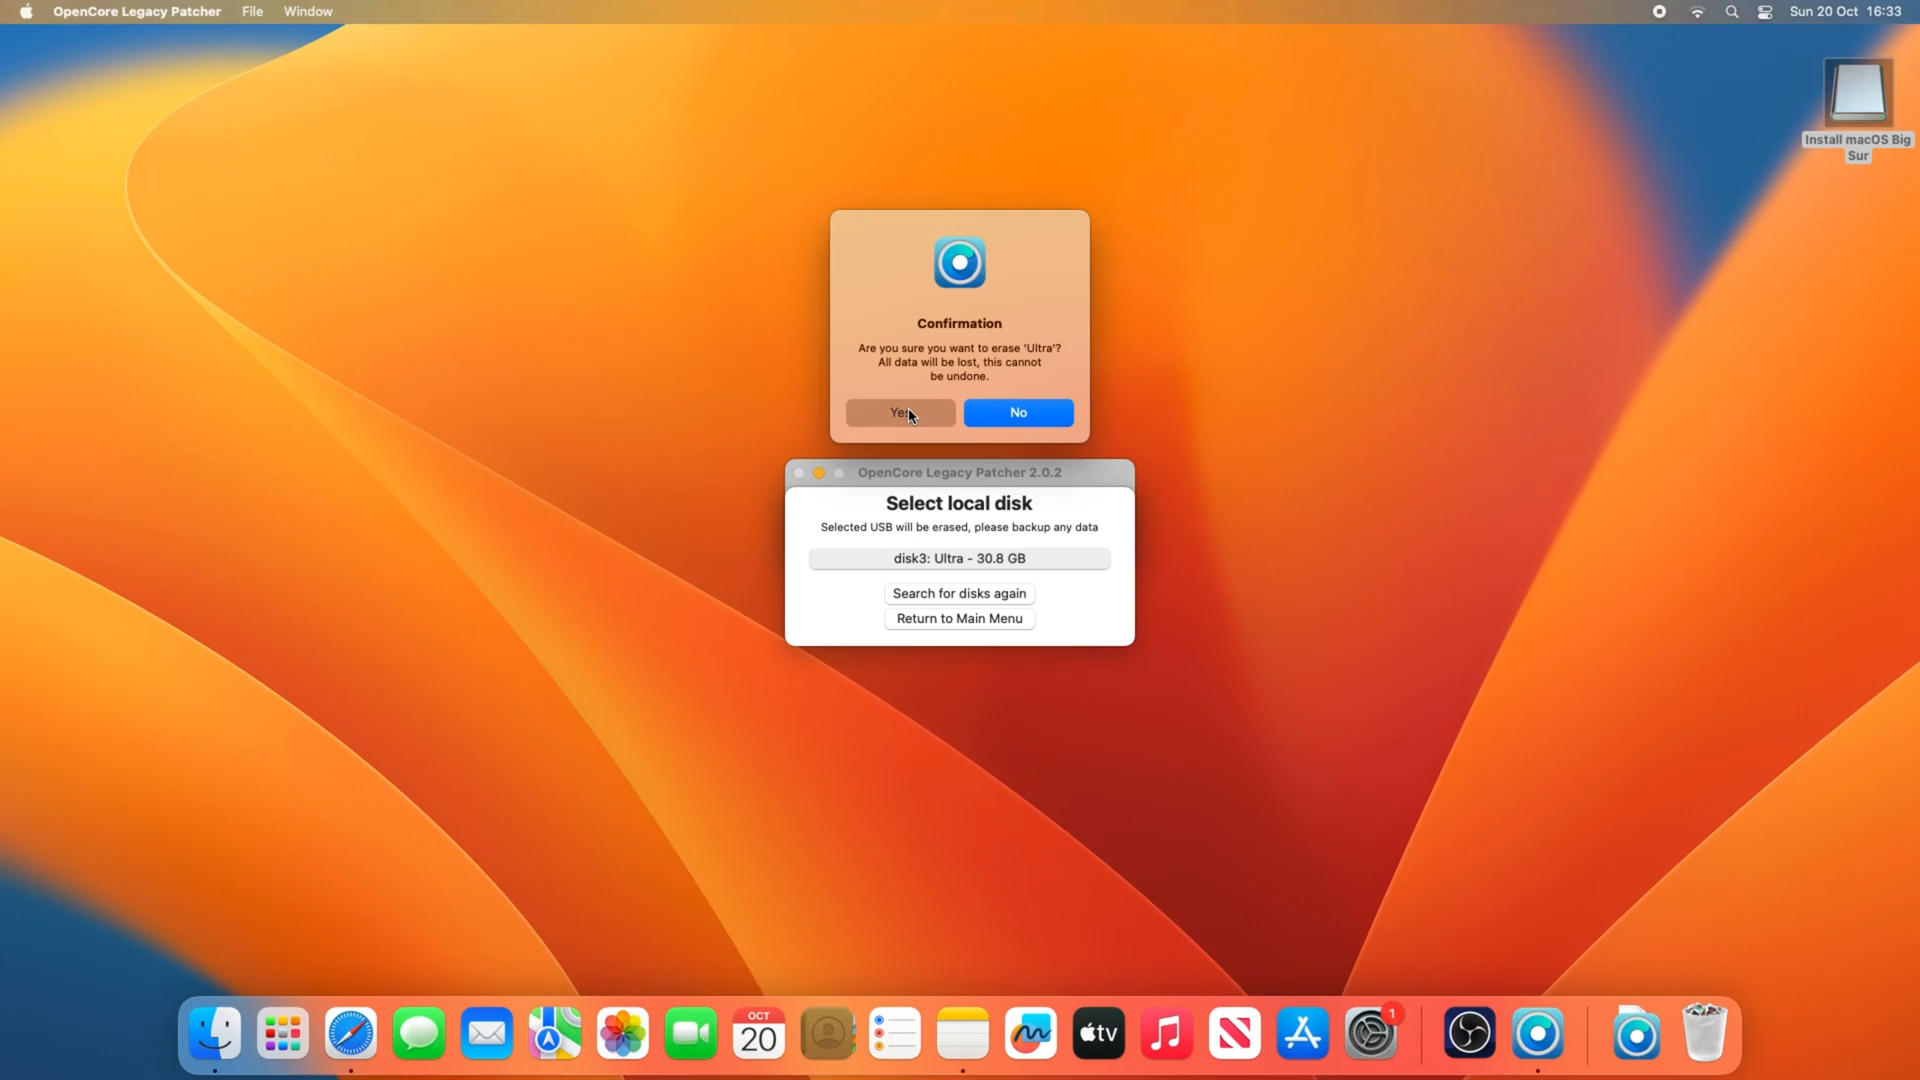 OpenCore Legacy Patcher File Window Sun 20 Oct 16:33
Install macOS Big
Sur
Confirmation
Are you sure you want to erase 'Ultra'?
All data will be lost, this cannot
be undone.
Yes No
OpenCore Legacy Patcher 2.0.2
Select local disk
Selected USB will be erased, please backup any data
disk3: Ultra - 30.8 GB
Search for disks again
Return to Main Menu
OCT
20
tv
1